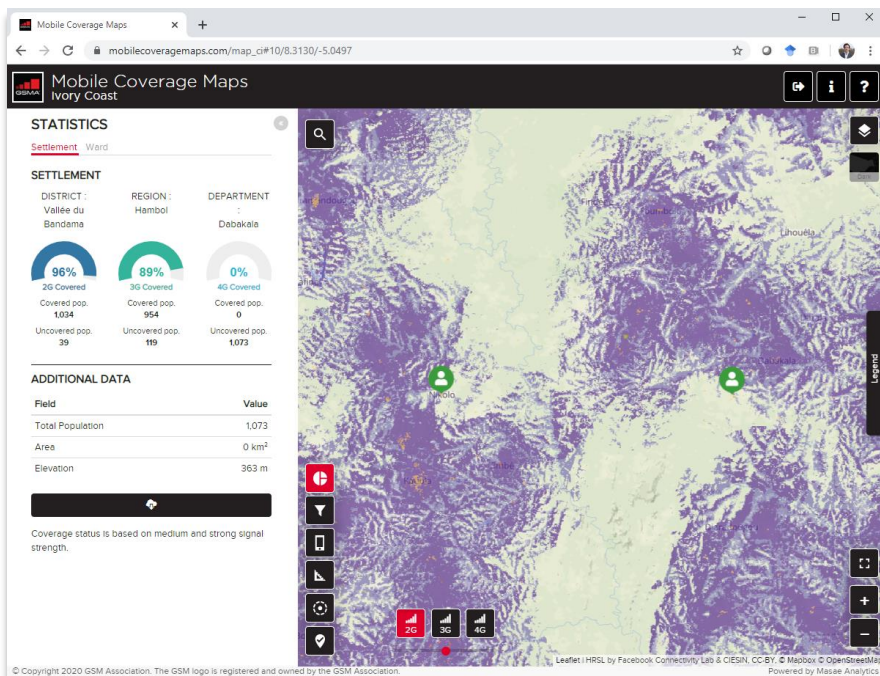 Mobile Coverage Maps
mobilecoveragemaps.com/map_ci#10/8.3130/-5.0497
GSMA
Mobile Coverage Maps
Ivory Coast
STATISTICS
Settlement Ward
SETTLEMENT
DISTRICT : REGION : DEPARTMENT
Vallée du Hambol :
Bandama Dabakala
96% 89% 0%
2G Covered 3G Covered 4G Covered
Covered pop. Covered pop. Covered pop.
1,034 954 0
Uncovered pop. Uncovered pop. Uncovered pop.
39 119 1,073
ADDITIONAL DATA
Field Value
Total Population 1,073
Area 0 km²
Elevation 363 m
Coverage status is based on medium and strong signal
strength.
Dark
Dabakala
Legend
2G 3G 4G
Leaflet | HRSL by Facebook Connectivity Lab & CIESIN, CC-BY, © Mapbox © OpenStreetMap
© Copyright 2020 GSM Association. The GSM logo is registered and owned by the GSM Association.
Powered by Masae Analytics